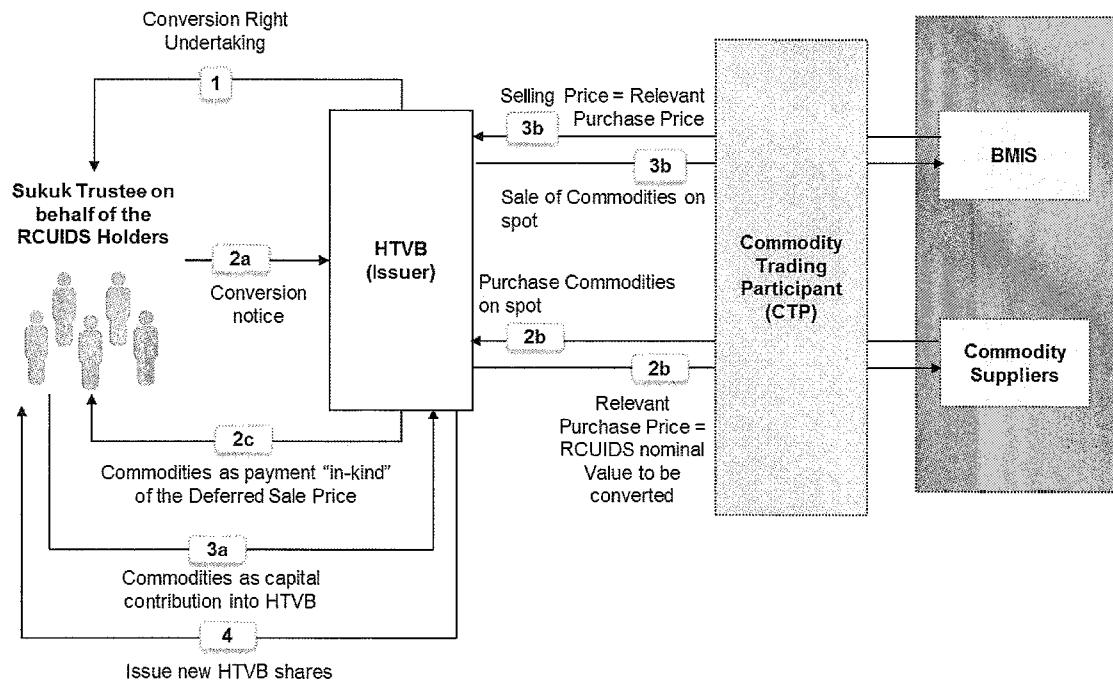 Conversion Right
Undertaking
1
Sukuk Trustee on
behalf of the
RCUIDS Holders
2a
Conversion
notice
HTVB
(Issuer)
Selling Price = Relevant
Purchase Price
3b
3b
Sale of Commodities on
spot
Purchase Commodities
on spot
2b
2b
Relevant
Purchase Price =
RCUIDS nominal
Value to be
converted
Commodity
Trading
Participant
(CTP)
BMIS
Commodity
Suppliers
2c
Commodities as payment “in-kind”
of the Deferred Sale Price
3a
Commodities as capital
contribution into HTVB
4
Issue new HTVB shares